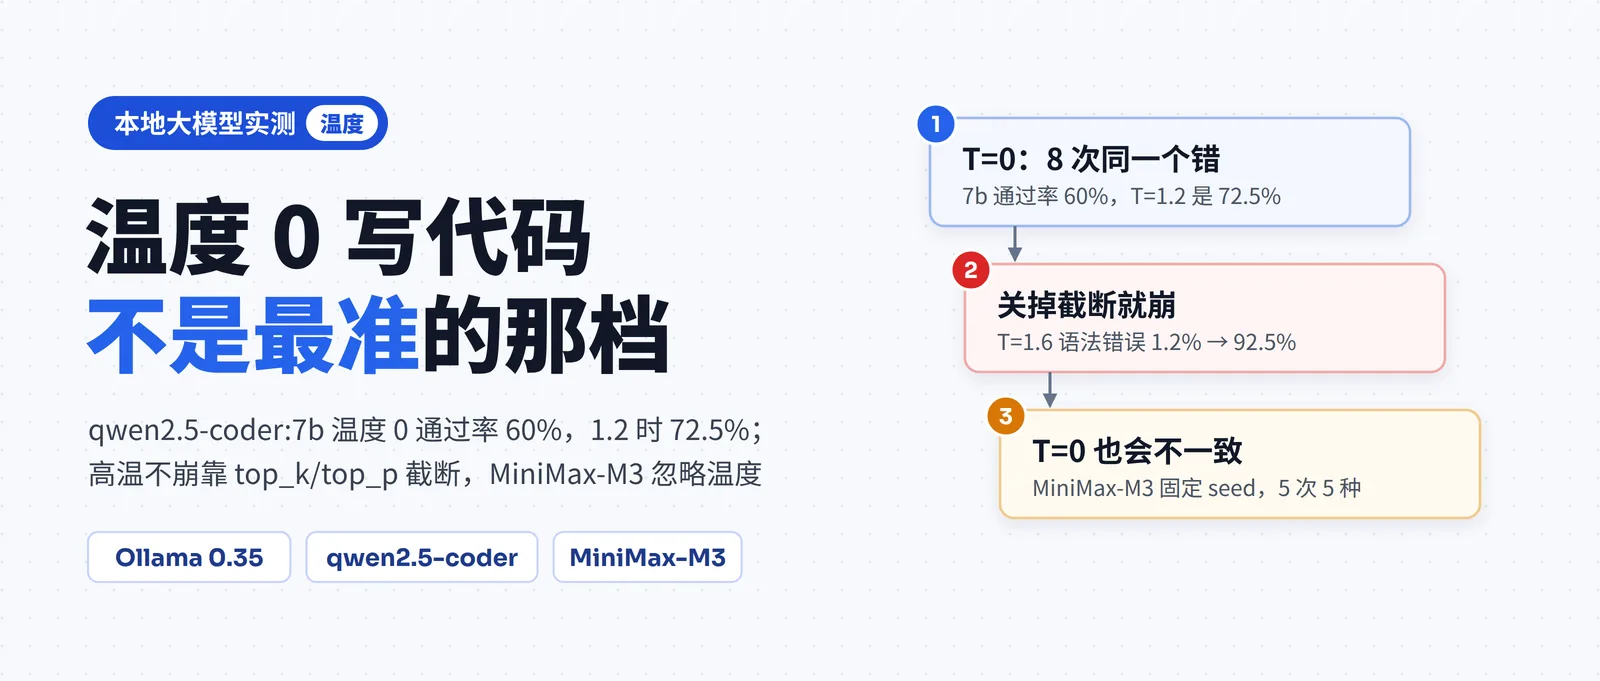 本地大模型实测 温度
温度 0 写代码
不是最准的那档
qwen2.5-coder:7b 温度 0 通过率 60%，1.2 时 72.5%；
高温不崩靠 top_k/top_p 截断，MiniMax-M3 忽略温度
Ollama 0.35
qwen2.5-coder
MiniMax-M3
1
T=0：8 次同一个错
7b 通过率 60%，T=1.2 是 72.5%
2
关掉截断就崩
T=1.6 语法错误 1.2% → 92.5%
3
T=0 也会不一致
MiniMax-M3 固定 seed，5 次 5 种